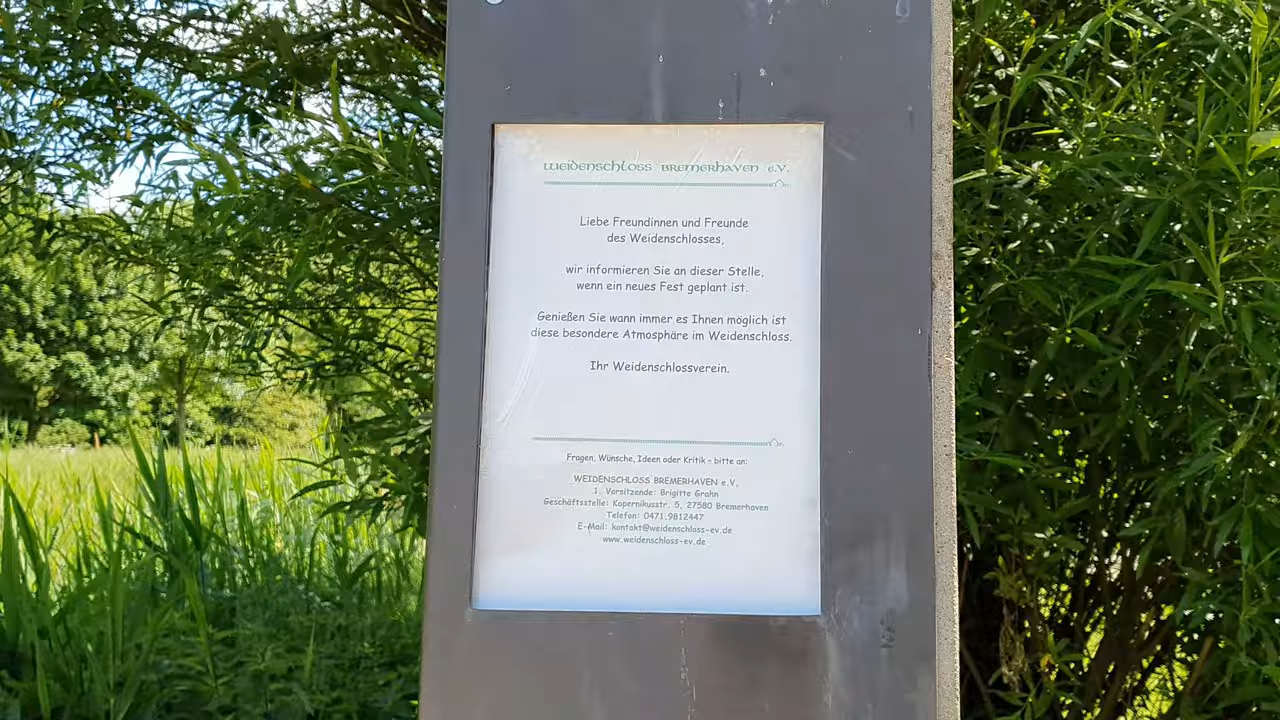 WEIDENSCHLOSS BREMERHAVEN e.V.
Liebe Freundinnen und Freunde
des Weidenschlosses,
wir informieren Sie an dieser Stelle,
wenn ein neues Fest geplant ist.
Genießen Sie wann immer es Ihnen möglich ist
diese besondere Atmosphäre im Weidenschloss.
Ihr Weidenschlossverein.
Fragen, Wünsche, Ideen oder Kritik – bitte an:
WEIDENSCHLOSS BREMERHAVEN e.V.
1. Vorsitzende: Brigitte Grahn
Geschäftsstelle: Kopernikusstr. 5, 27580 Bremerhaven
Telefon: 0471.9812447
E-Mail: kontakt@weidenschloss-ev.de
www.weidenschloss-ev.de